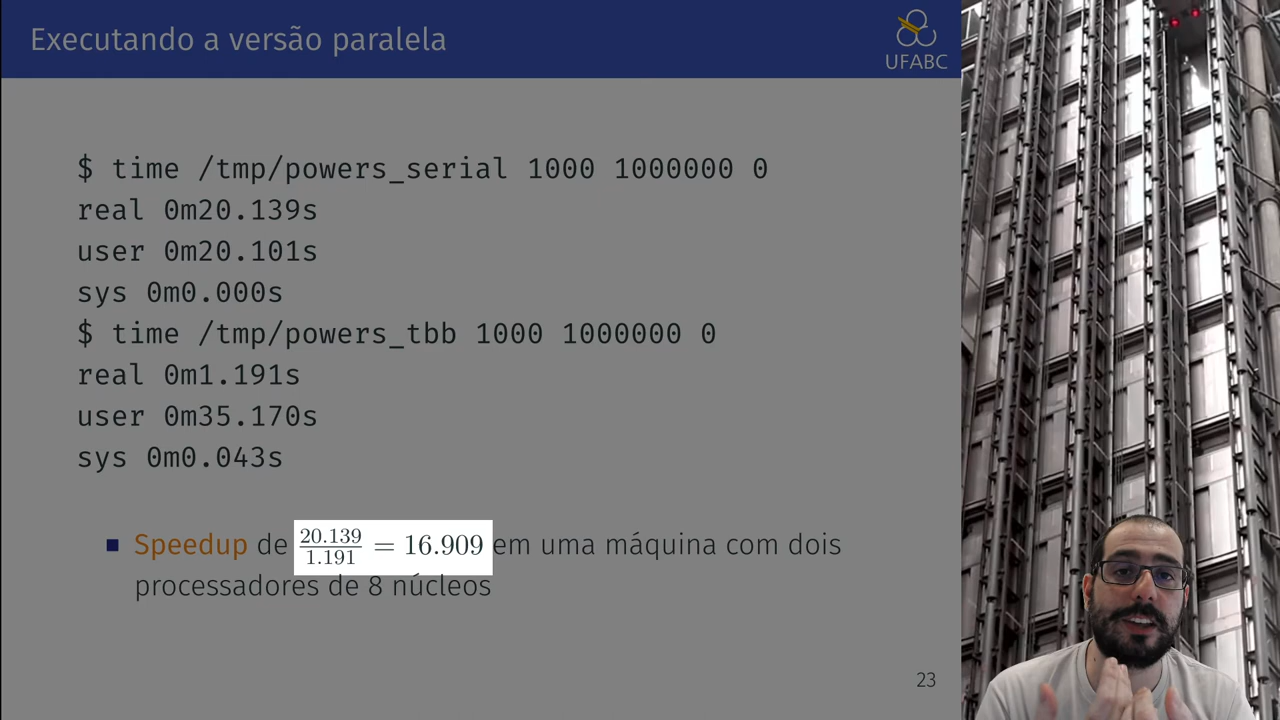 Executando a versão paralela
UFABC
$ time /tmp/powers_serial 1000 1000000 0
real 0m20.139s
user 0m20.101s
sys 0m0.000s
$ time /tmp/powers_tbb 1000 1000000 0
real 0m1.191s
user 0m35.170s
sys 0m0.043s
■ Speedup de 20.139/1.191 = 16.909 em uma máquina com dois
processadores de 8 núcleos
23